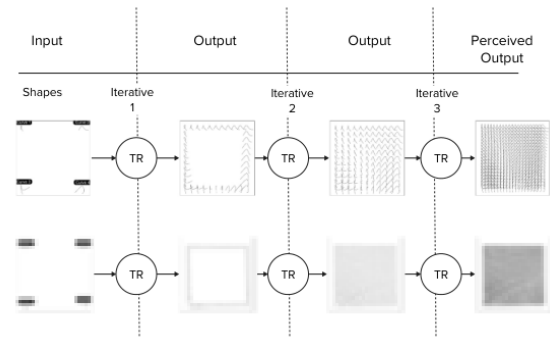 Input Output Output Perceived
Output
Shapes Iterative Iterative Iterative
1 2 3
TR TR TR
TR TR TR